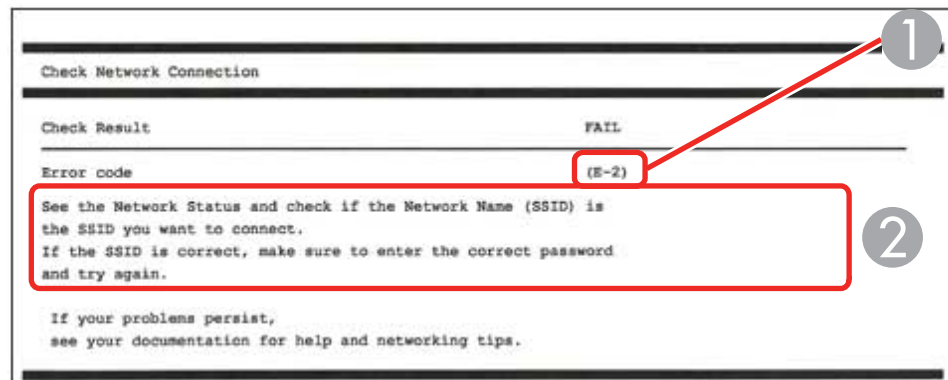 1
Check Network Connection
Check Result FAIL
Error code (E-2)
See the Network Status and check if the Network Name (SSID) is
the SSID you want to connect.
If the SSID is correct, make sure to enter the correct password
and try again.
2
If your problems persist,
see your documentation for help and networking tips.